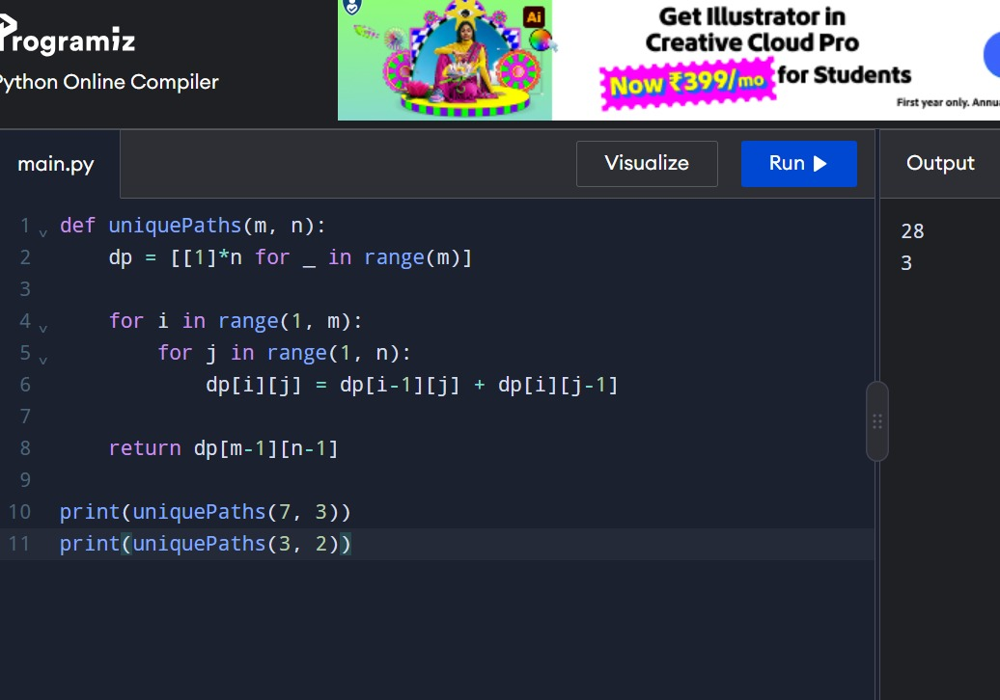 Programiz
Python Online Compiler
Ai
Get Illustrator in
Creative Cloud Pro
Now ₹399/mo for Students
First year only.
main.py
Visualize
Run
Output
1 def uniquePaths(m, n):
2     dp = [[1]*n for _ in range(m)]
3
4     for i in range(1, m):
5         for j in range(1, n):
6             dp[i][j] = dp[i-1][j] + dp[i][j-1]
7
8     return dp[m-1][n-1]
9
10 print(uniquePaths(7, 3))
11 print(uniquePaths(3, 2))
28
3